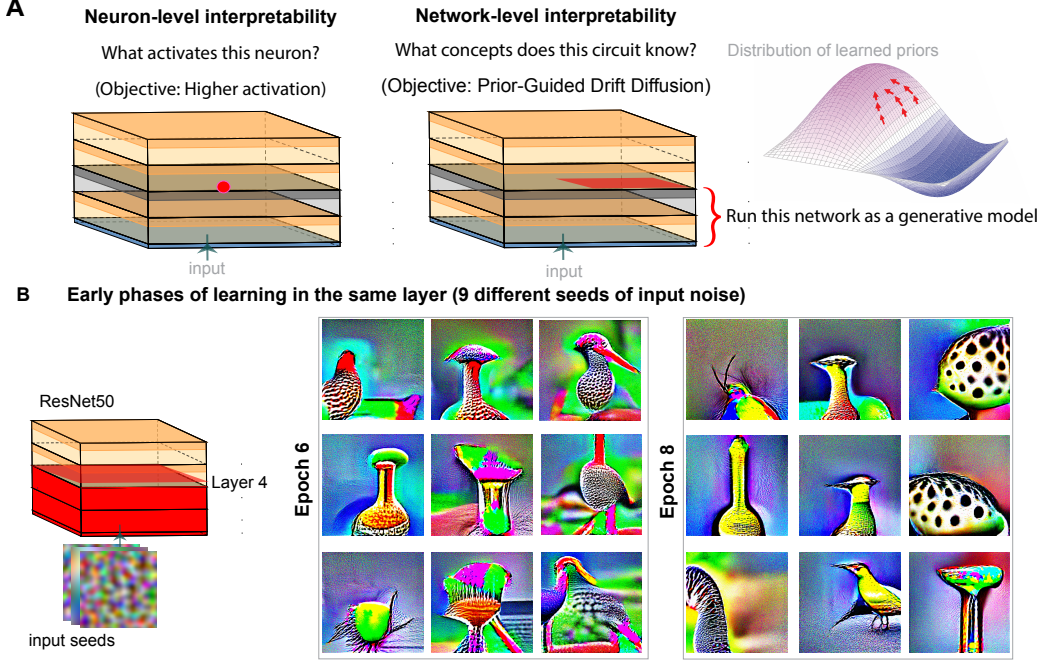 A
Neuron-level interpretability
What activates this neuron?
(Objective: Higher activation)
input
Network-level interpretability
What concepts does this circuit know?
(Objective: Prior-Guided Drift Diffusion)
input
Distribution of learned priors
Run this network as a generative model
B
Early phases of learning in the same layer (9 different seeds of input noise)
ResNet50
Layer 4
input seeds
Epoch 6
Epoch 8